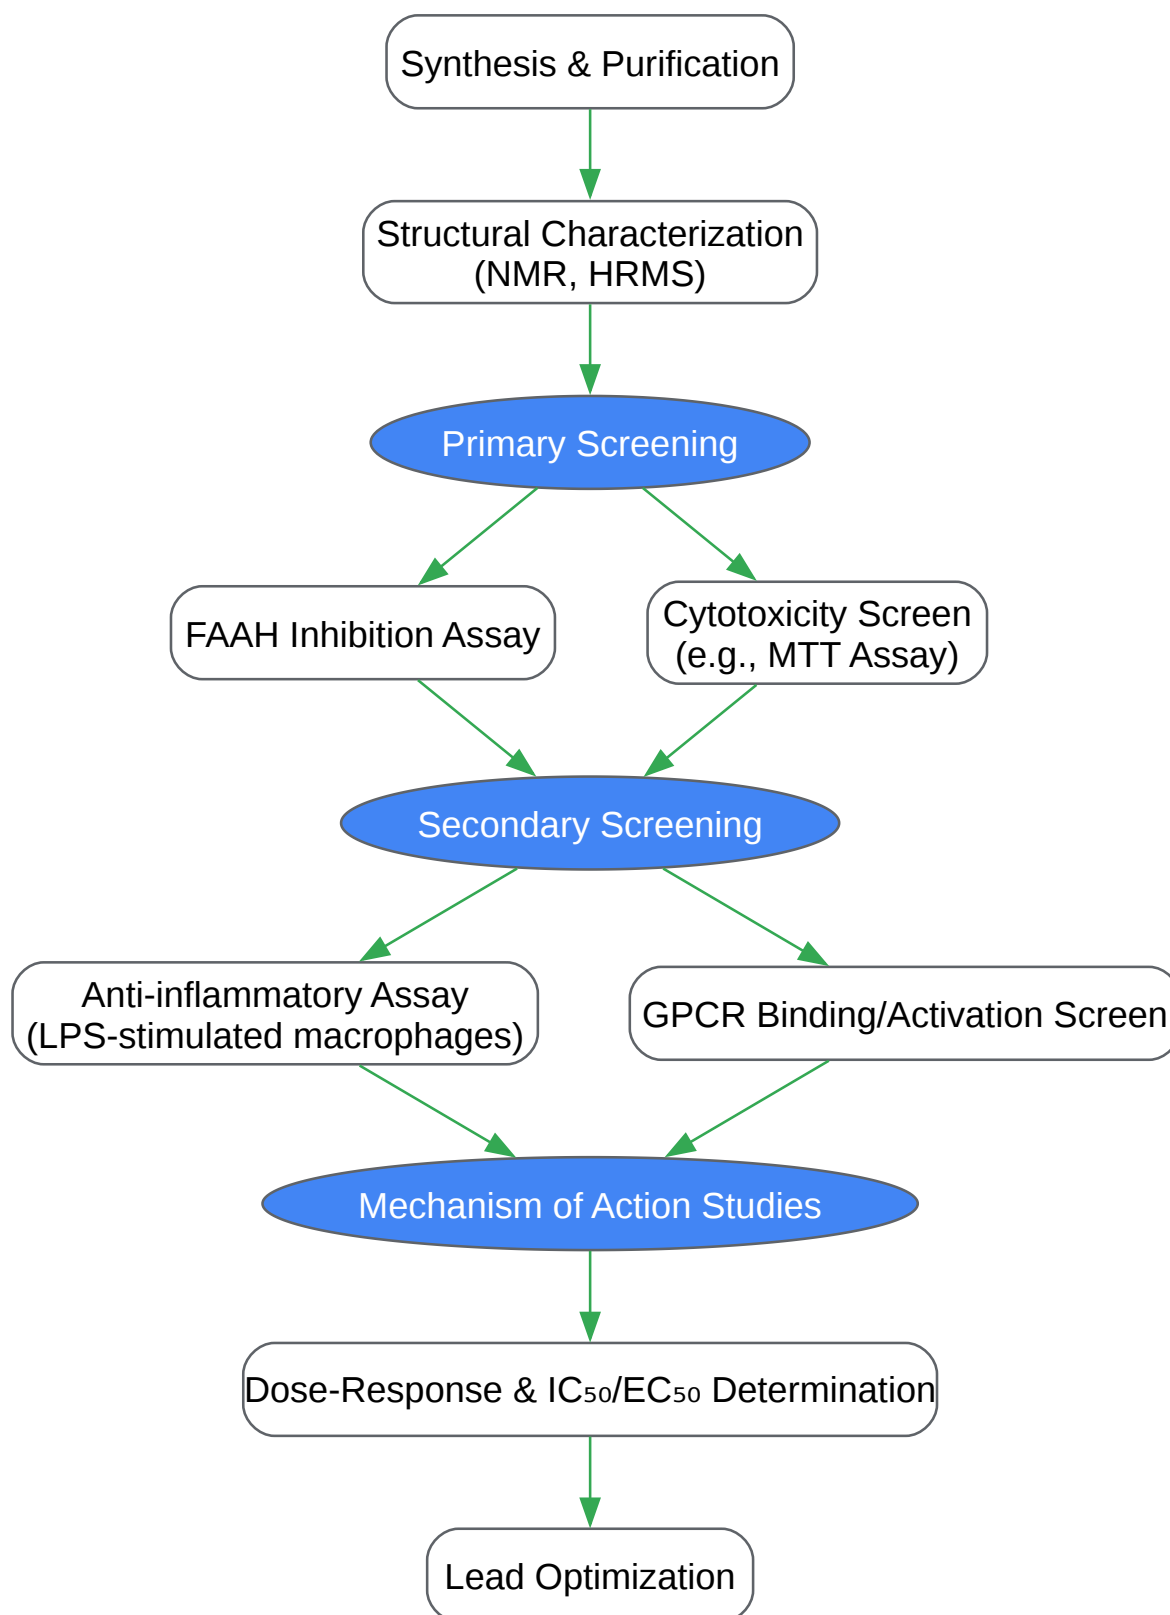 Synthesis & Purification
Structural Characterization
(NMR, HRMS)
Primary Screening
FAAH Inhibition Assay
Cytotoxicity Screen
(e.g., MTT Assay)
Secondary Screening
Anti-inflammatory Assay
(LPS-stimulated macrophages)
GPCR Binding/Activation Screen
Mechanism of Action Studies
Dose-Response & IC₅₀/EC₅₀ Determination
Lead Optimization